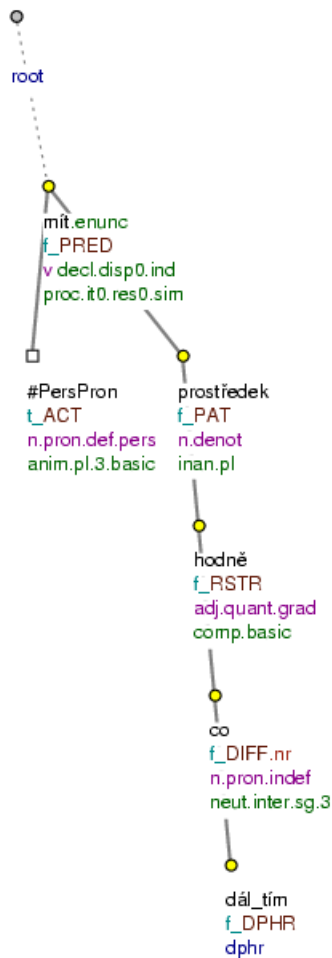 root
mít.enunc
f_PRED
v decl.disp0.ind
proc.it0.res0.sim
#PersPron
t_ACT
n.pron.def.pers
anim.pl.3.basic
prostředek
f_PAT
n.denot
inan.pl
hodně
f_RSTR
adj.quant.grad
comp.basic
co
f_DIFF.nr
n.pron.indef
neut.inter.sg.3
dál_tím
f_DPHR
dphr